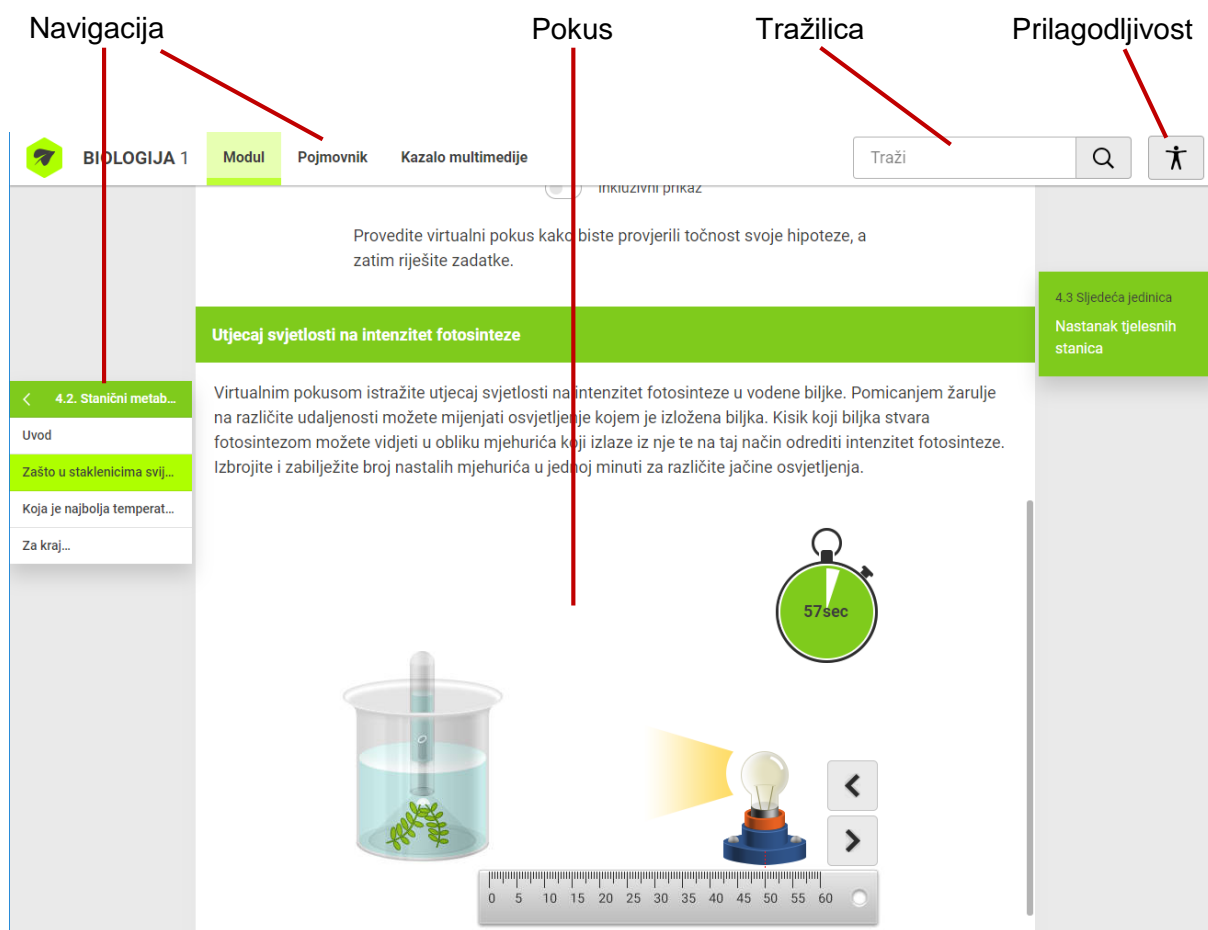 Navigacija
Pokus
Tražilica
Prilagodljivost
BIOLOGIJA 1
Modul
Pojmovnik
Kazalo multimedije
Traži
Inkluzivni prikaz
Provedite virtualni pokus kako biste provjerili točnost svoje hipoteze, a
zatim riješite zadatke.
4.3 Sljedeća jedinica
Nastanak tjelesnih
stanica
Utjecaj svjetlosti na intenzitet fotosinteze
4.2. Stanični metab...
Uvod
Zašto u staklenicima svij...
Koja je najbolja temperat...
Za kraj...
Virtualnim pokusom istražite utjecaj svjetlosti na intenzitet fotosinteze u vodene biljke. Pomicanjem žarulje
na različite udaljenosti možete mijenjati osvjetljenje kojem je izložena biljka. Kisik koji biljka stvara
fotosintezom možete vidjeti u obliku mjehurića koji izlaze iz nje te na taj način odrediti intenzitet fotosinteze.
Izbrojite i zabilježite broj nastalih mjehurića u jednoj minuti za različite jačine osvjetljenja.
57sec
0 5 10 15 20 25 30 35 40 45 50 55 60